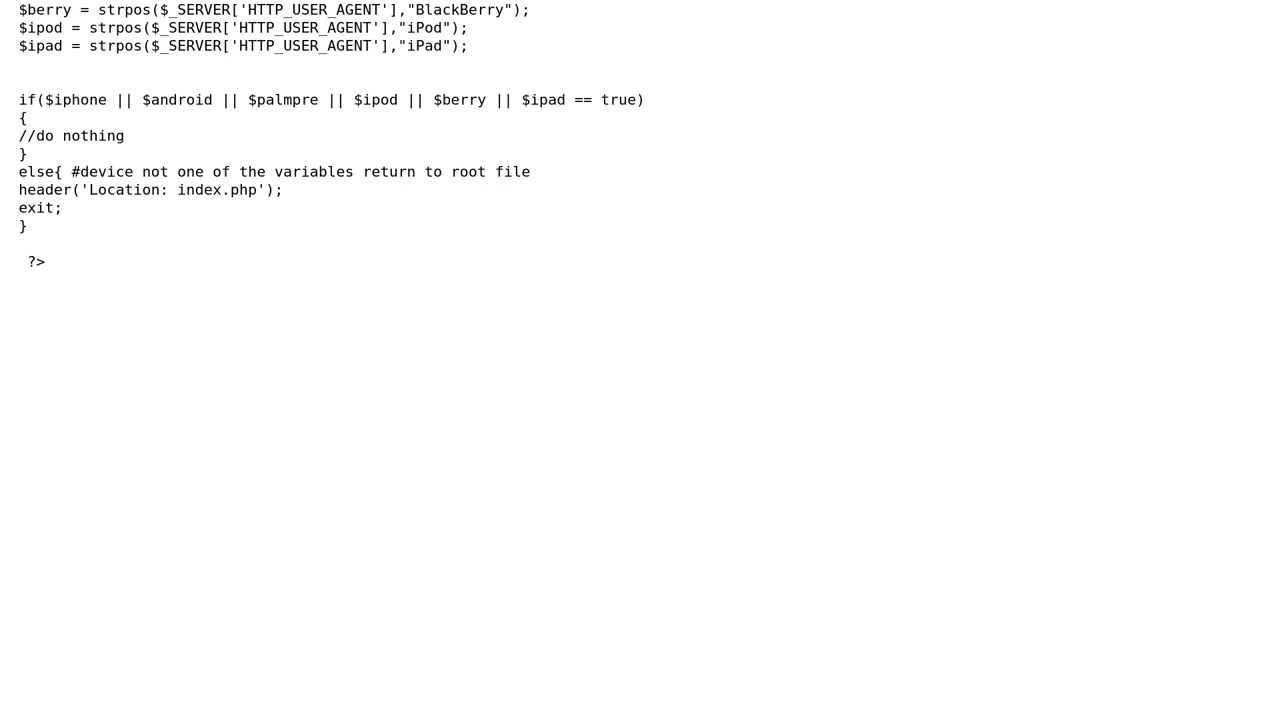 $berry = strpos($_SERVER['HTTP_USER_AGENT'],"BlackBerry");
$ipod = strpos($_SERVER['HTTP_USER_AGENT'],"iPod");
$ipad = strpos($_SERVER['HTTP_USER_AGENT'],"iPad");
if($iphone || $android || $palmpre || $ipod || $berry || $ipad == true)
{
//do nothing
}
else{ #device not one of the variables return to root file
header('Location: index.php');
exit;
}
?>